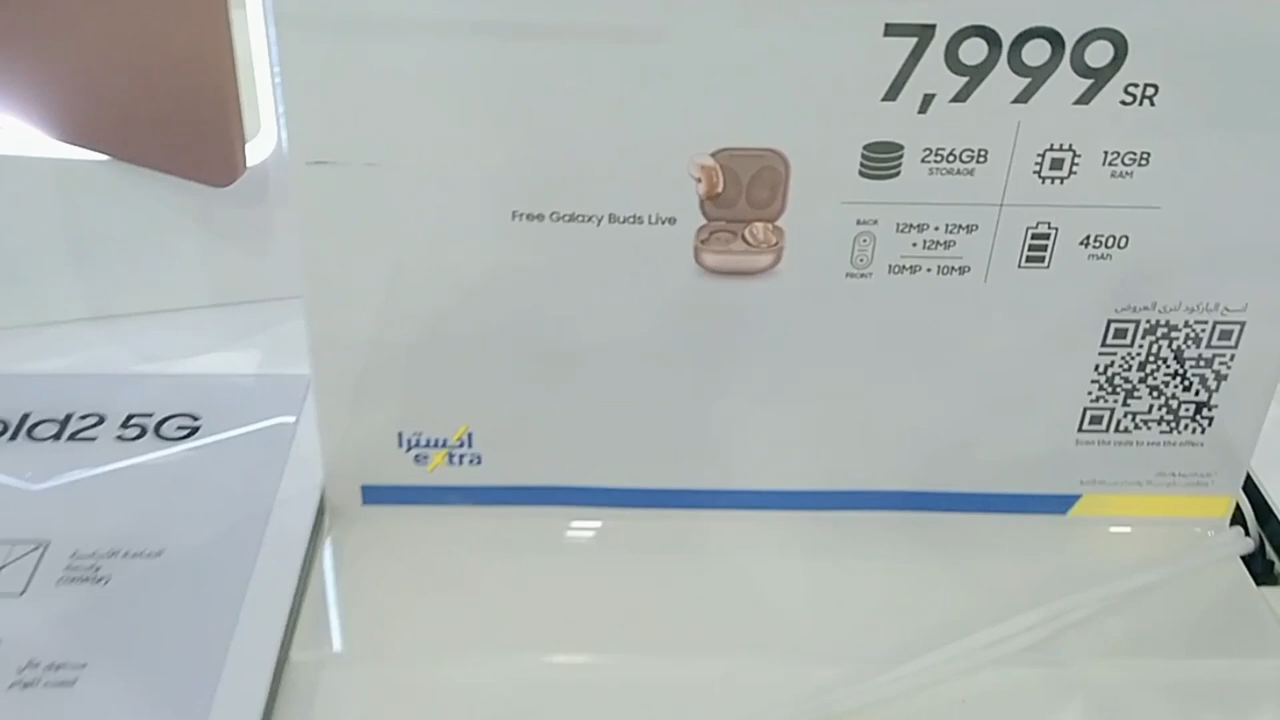 7,999 SR
256GB
STORAGE
12GB
RAM
Free Galaxy Buds Live
BACK
12MP + 12MP
+ 12MP
FRONT
10MP + 10MP
4500
mAh
امسح الباركود لترى العروض
Scan the code to see the offers
اكسترا
extra
old2 5G